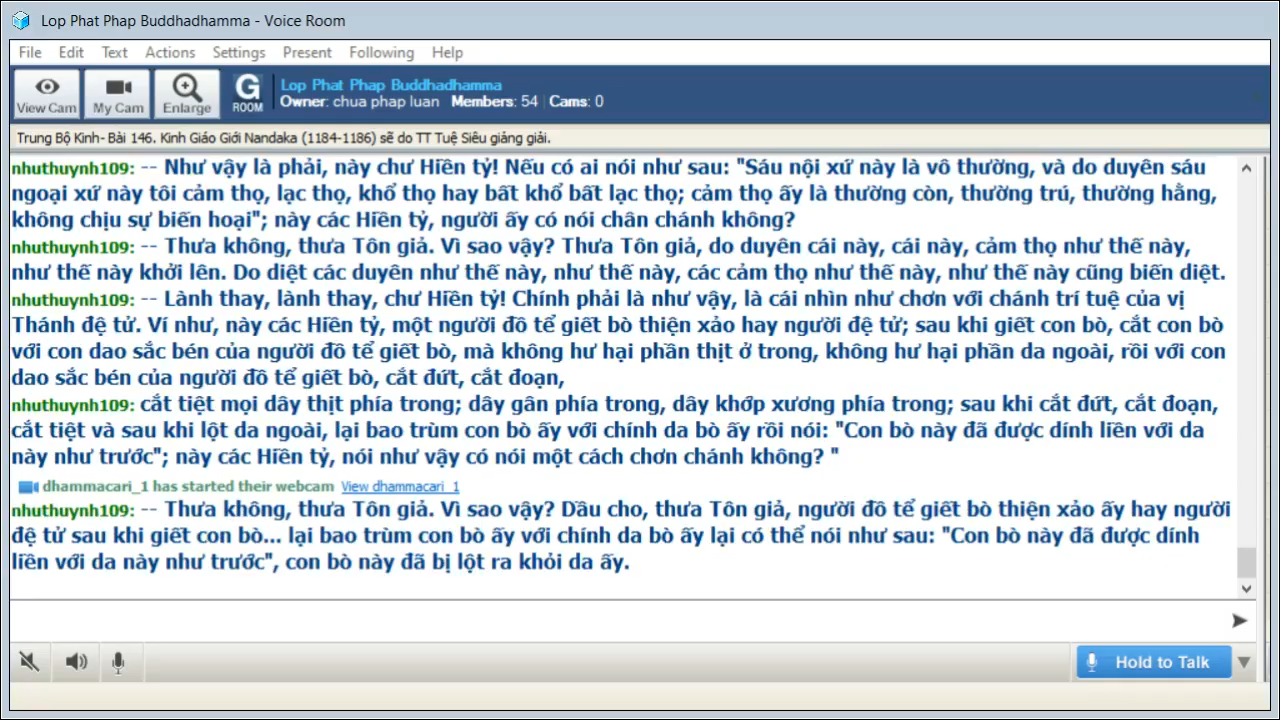 Lop Phat Phap Buddhadhamma - Voice Room
File Edit Text Actions Settings Present Following Help
View Cam My Cam Enlarge G ROOM
Lop Phat Phap Buddhadhamma
Owner: chua phap luan Members: 54 Cams: 0
Trung Bộ Kinh- Bài 146. Kinh Giáo Giới Nandaka (1184-1186) sẽ do TT Tuệ Siêu giảng giải.
nhuthuynh109: -- Như vậy là phải, này chư Hiền tỷ! Nếu có ai nói như sau: "Sáu nội xứ này là vô thường, và do duyên sáu
ngoại xứ này tôi cảm thọ, lạc thọ, khổ thọ hay bất khổ bất lạc thọ; cảm thọ ấy là thường còn, thường trú, thường hằng,
không chịu sự biến hoại"; này các Hiền tỷ, người ấy có nói chân chánh không?
nhuthuynh109: -- Thưa không, thưa Tôn giả. Vì sao vậy? Thưa Tôn giả, do duyên cái này, cái này, cảm thọ như thế này,
như thế này khởi lên. Do diệt các duyên như thế này, như thế này, các cảm thọ như thế này, như thế này cũng biến diệt.
nhuthuynh109: -- Lành thay, lành thay, chư Hiền tỷ! Chính phải là như vậy, là cái nhìn như chơn với chánh trí tuệ của vị
Thánh đệ tử. Ví như, này các Hiền tỷ, một người đồ tể giết bò thiện xảo hay người đệ tử; sau khi giết con bò, cắt con bò
với con dao sắc bén của người đồ tể giết bò, mà không hư hại phần thịt ở trong, không hư hại phần da ngoài, rồi với con
dao sắc bén của người đồ tể giết bò, cắt đứt, cắt đoạn,
nhuthuynh109: cắt tiệt mọi dây thịt phía trong; dây gân phía trong, dây khớp xương phía trong; sau khi cắt đứt, cắt đoạn,
cắt tiệt và sau khi lột da ngoài, lại bao trùm con bò ấy với chính da bò ấy rồi nói: "Con bò này đã được dính liền với da
này như trước"; này các Hiền tỷ, nói như vậy có nói một cách chơn chánh không? "
dhammacari_1 has started their webcam View dhammacari_1
nhuthuynh109: -- Thưa không, thưa Tôn giả. Vì sao vậy? Dầu cho, thưa Tôn giả, người đồ tể giết bò thiện xảo ấy hay người
đệ tử sau khi giết con bò... lại bao trùm con bò ấy với chính da bò ấy lại có thể nói như sau: "Con bò này đã được dính
liền với da này như trước", con bò này đã bị lột ra khỏi da ấy.
Hold to Talk